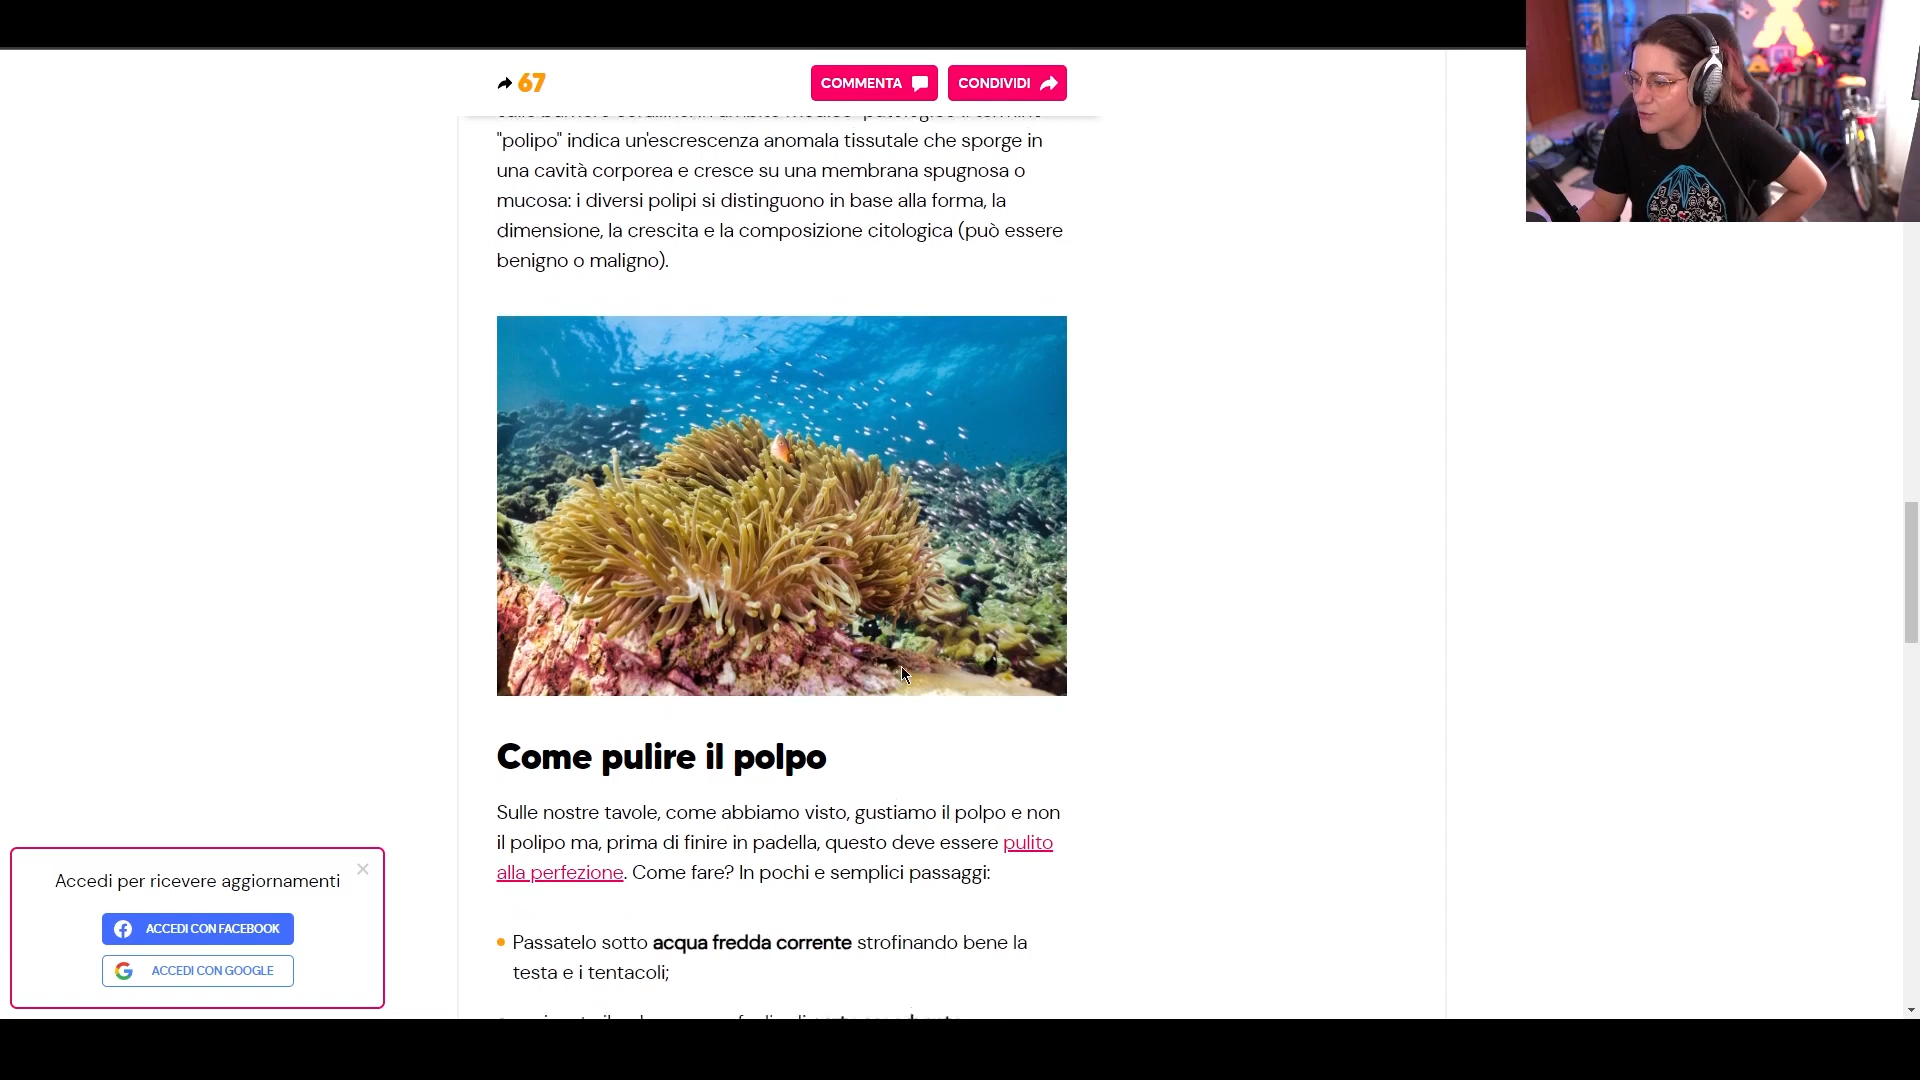 67
COMMENTA
CONDIVIDI
"polipo" indica un'escrescenza anomala tissutale che sporge in
una cavità corporea e cresce su una membrana spugnosa o
mucosa: i diversi polipi si distinguono in base alla forma, la
dimensione, la crescita e la composizione citologica (può essere
benigno o maligno).
Come pulire il polpo
Sulle nostre tavole, come abbiamo visto, gustiamo il polpo e non
il polipo ma, prima di finire in padella, questo deve essere pulito
alla perfezione. Come fare? In pochi e semplici passaggi:
Passatelo sotto acqua fredda corrente strofinando bene la
testa e i tentacoli;
Accedi per ricevere aggiornamenti
ACCEDI CON FACEBOOK
ACCEDI CON GOOGLE